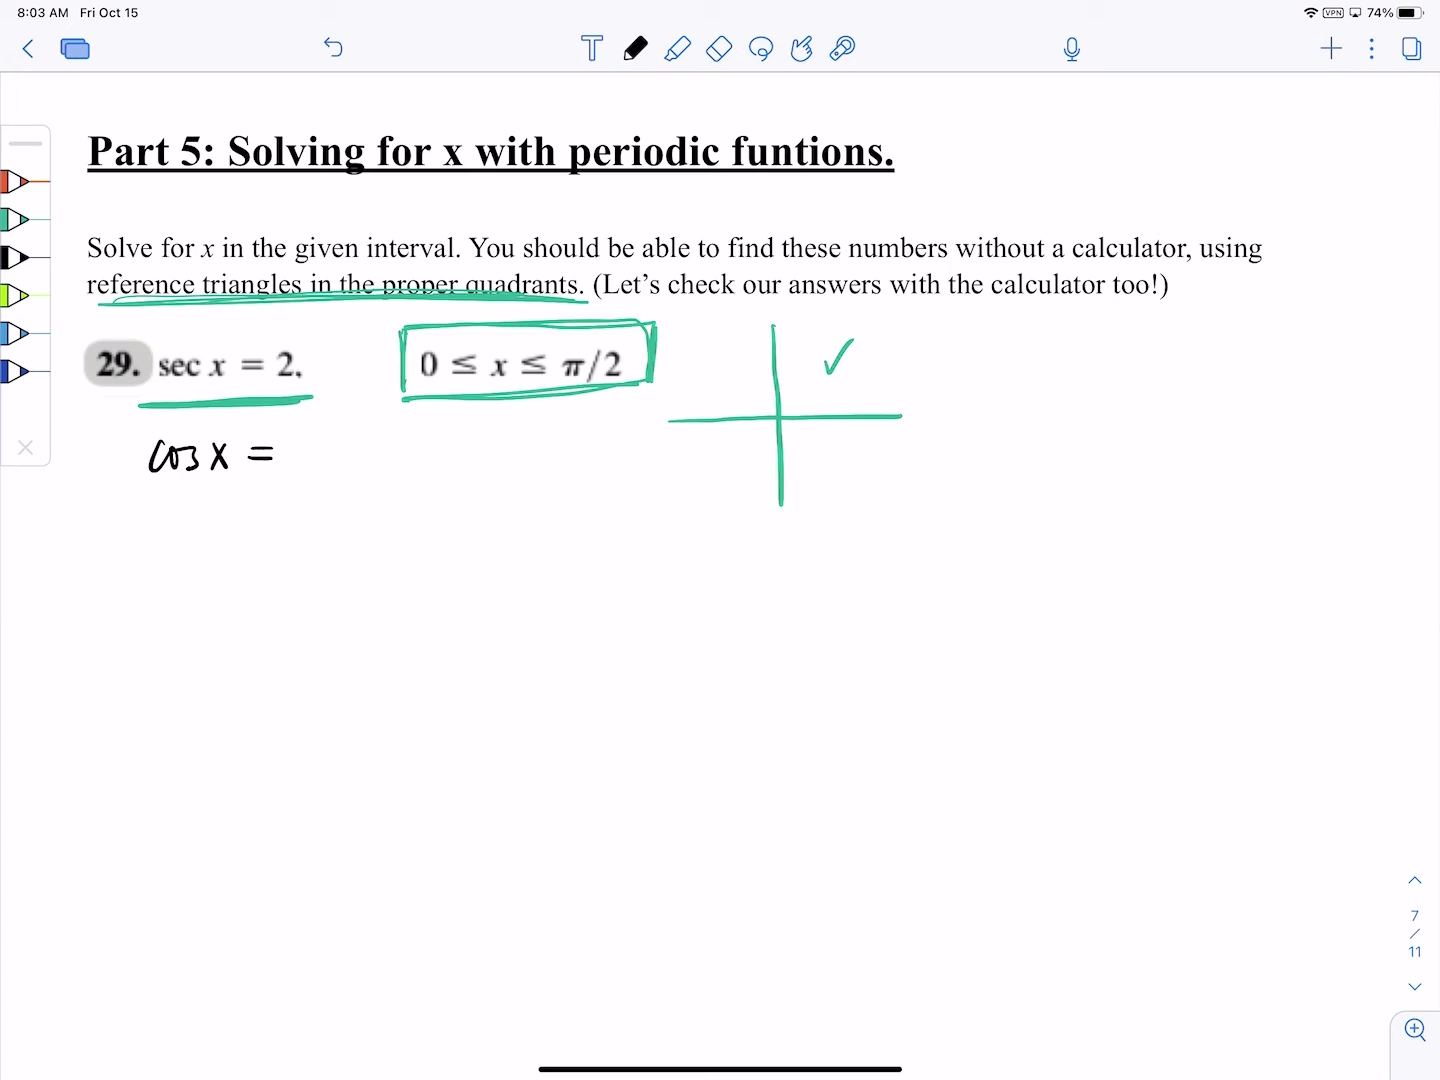 8:03 AM Fri Oct 15
VPN 74%
T
Part 5: Solving for x with periodic funtions.
Solve for x in the given interval. You should be able to find these numbers without a calculator, using
reference triangles in the proper quadrants. (Let’s check our answers with the calculator too!)
29. sec x = 2, 0 ≤ x ≤ π/2
cos x =
7
/
11